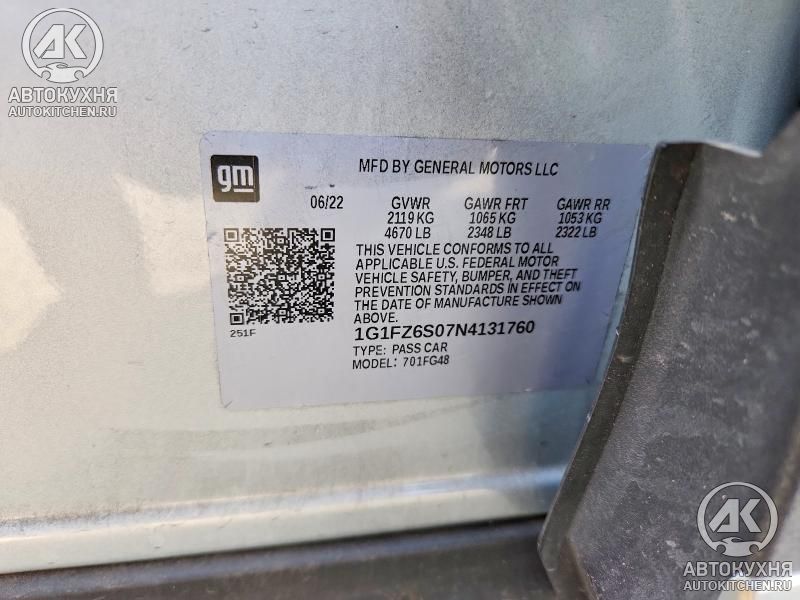 АК
АВТОКУХНЯ
AUTOKITCHEN.RU
gm
MFD BY GENERAL MOTORS LLC
06/22 GVWR GAWR FRT GAWR RR
2119 KG 1065 KG 1053 KG
4670 LB 2348 LB 2322 LB
THIS VEHICLE CONFORMS TO ALL
APPLICABLE U.S. FEDERAL MOTOR
VEHICLE SAFETY, BUMPER, AND THEFT
PREVENTION STANDARDS IN EFFECT ON
THE DATE OF MANUFACTURE SHOWN
ABOVE.
251F
1G1FZ6S07N4131760
TYPE: PASS CAR
MODEL: 701FG48
АК
АВТОКУХНЯ
AUTOKITCHEN.RU